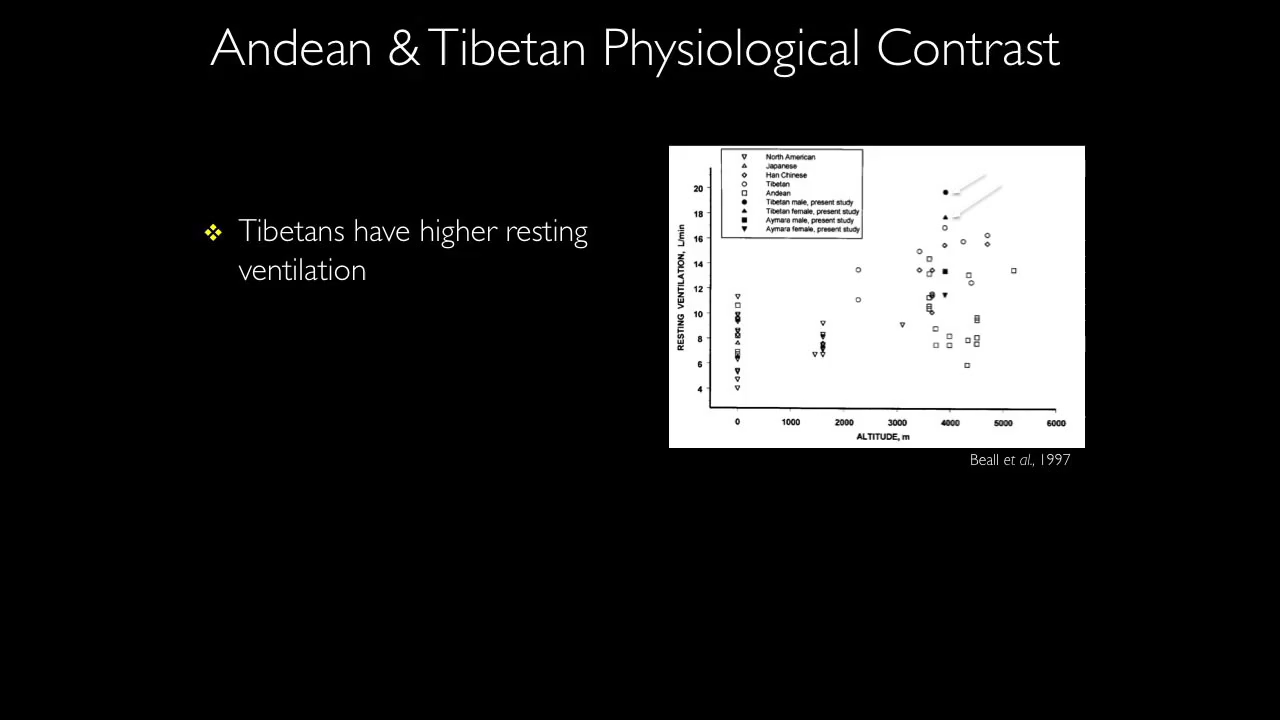 Andean & Tibetan Physiological Contrast
Tibetans have higher resting
ventilation
North American
Japanese
Han Chinese
Tibetan
Andean
Tibetan male, present study
Tibetan female, present study
Aymara male, present study
Aymara female, present study
RESTING VENTILATION, L/min
20
18
16
14
12
10
8
6
4
0 1000 2000 3000 4000 5000 6000
ALTITUDE, m
Beall et al., 1997